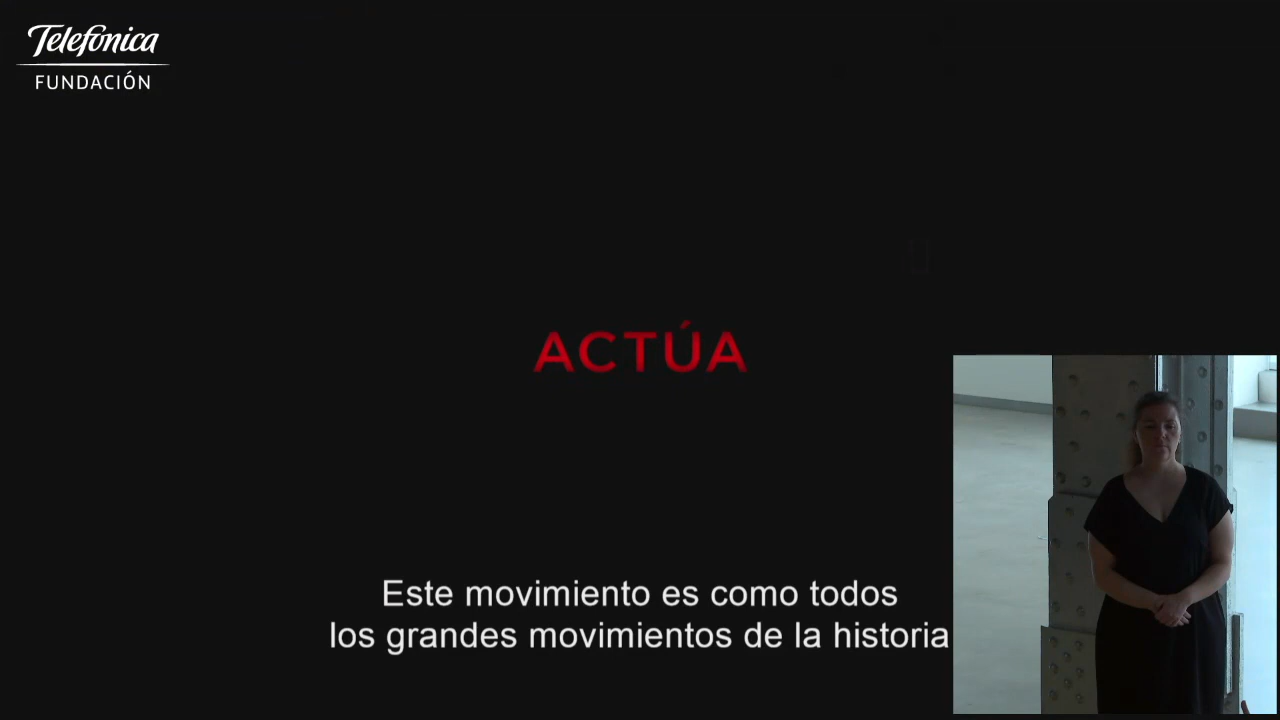 Telefónica
FUNDACIÓN
ACTÚA
Este movimiento es como todos
los grandes movimientos de la historia